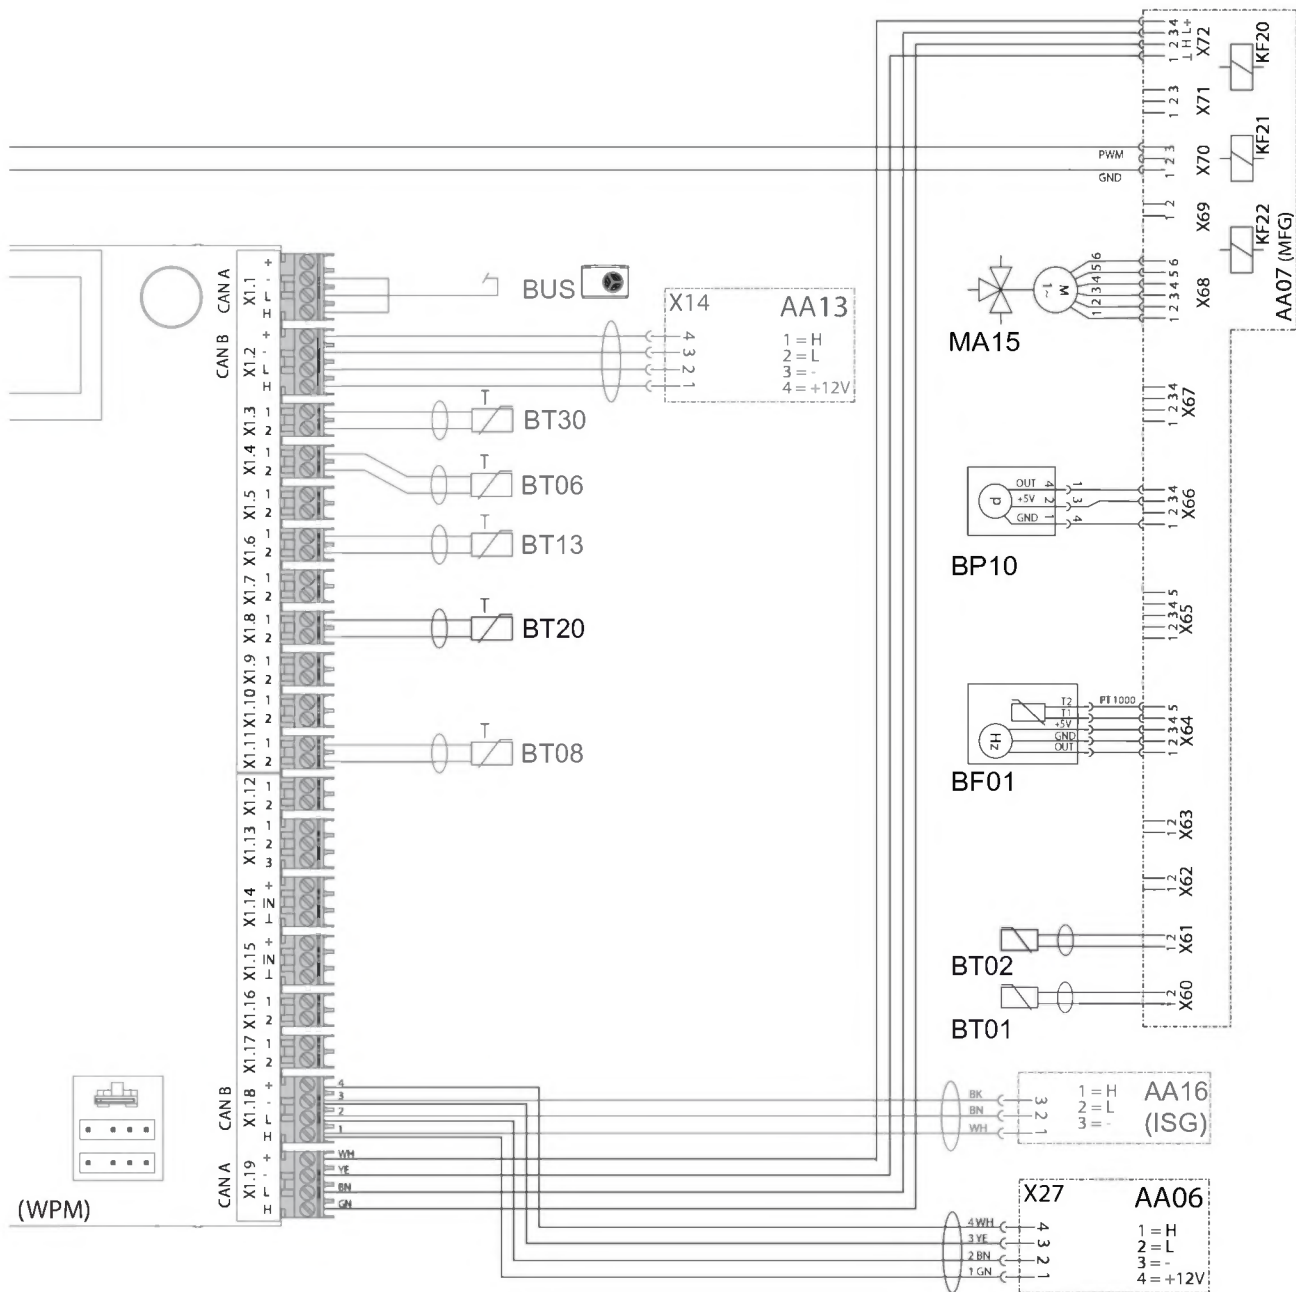 4
3
2
1
L+
L
H
⊥
X72
KF20
3
2
1
X71
PWM
GND
3
2
1
X70
KF21
2
1
X69
KF22
AA07 (MFG)
6
5
4
3
2
1
6
5
4
3
2
1
X68
M
1~
MA15
CAN A
X1.1
+
-
L
H
BUS
CAN B
X1.2
+
-
L
H
X14
AA13
4
3
2
1
1 = H
2 = L
3 = -
4 = +12V
X1.3
1
2
T
BT30
X1.4
1
2
T
BT06
X1.5
1
2
X1.6
1
2
T
BT13
X1.7
1
2
X1.8
1
2
T
BT20
X1.9
1
2
X1.10
1
2
X1.11
1
2
T
BT08
X1.12
1
2
X1.13
1
2
3
X1.14
+
IN
⊥
X1.15
+
IN
⊥
X1.16
1
2
X1.17
1
2
4
3
2
1
X67
OUT 4 1
+5V 2 3
GND 1 4
p
4
3
2
1
X66
BP10
5
4
3
2
1
X65
T2
T1
+5V
GND
OUT
PT 1000
Hz
5
4
3
2
1
X64
BF01
2
1
X63
2
1
X62
2
1
X61
BT02
2
1
X60
BT01
CAN B
X1.18
+
-
L
H
4
3
2
1
BK
BN
WH
3
2
1
1 = H
2 = L
3 = -
AA16
(ISG)
CAN A
X1.19
+
-
L
H
WH
YE
BN
GN
(WPM)
X27
AA06
4 WH
3 YE
2 BN
1 GN
4
3
2
1
1 = H
2 = L
3 = -
4 = +12V